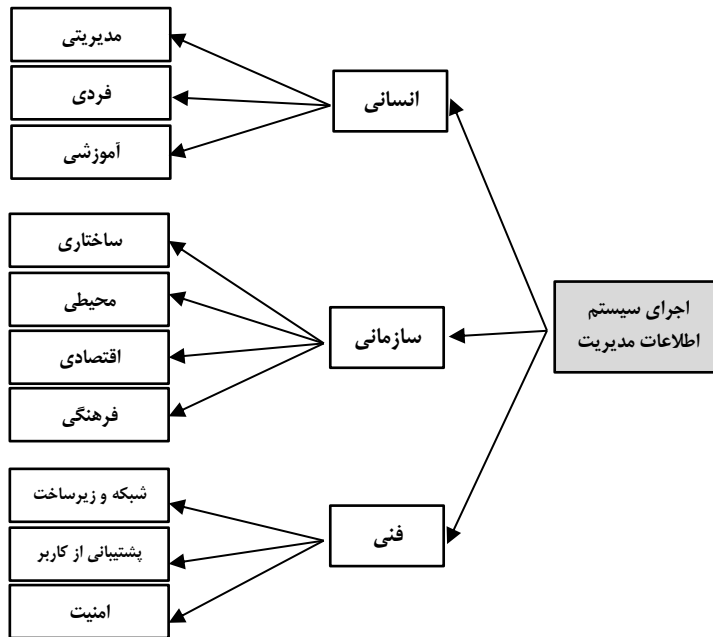 اجرای سیستم
اطلاعات مدیریت
انسانی
مدیریتی
فردی
آموزشی
سازمانی
ساختاری
محیطی
اقتصادی
فرهنگی
فنی
شبکه و زیرساخت
پشتیبانی از کاربر
امنیت